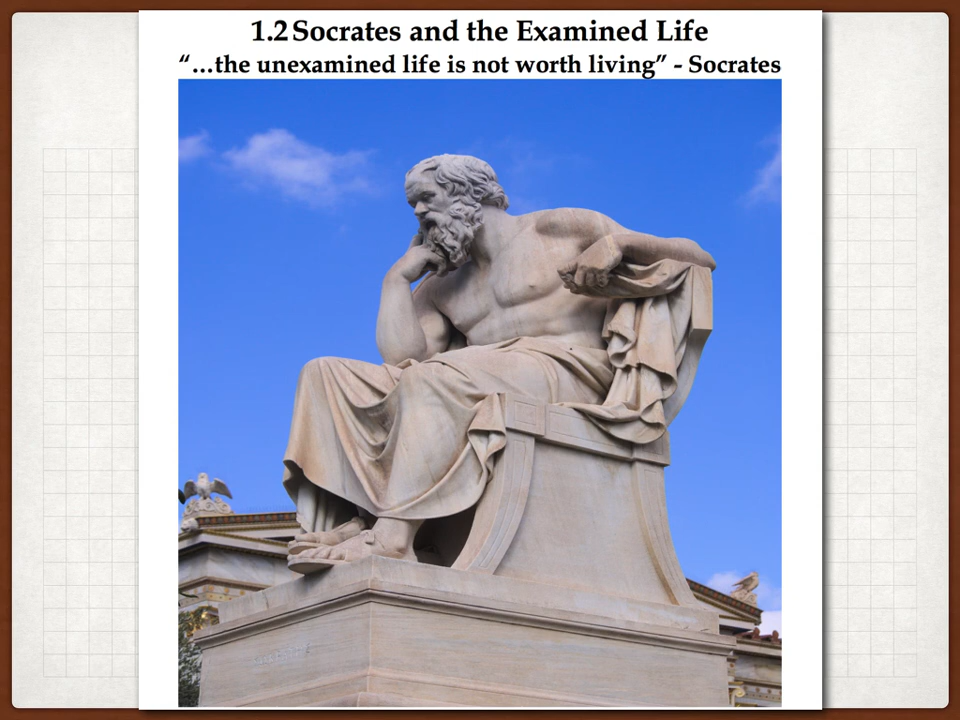 1.2 Socrates and the Examined Life
“...the unexamined life is not worth living” - Socrates